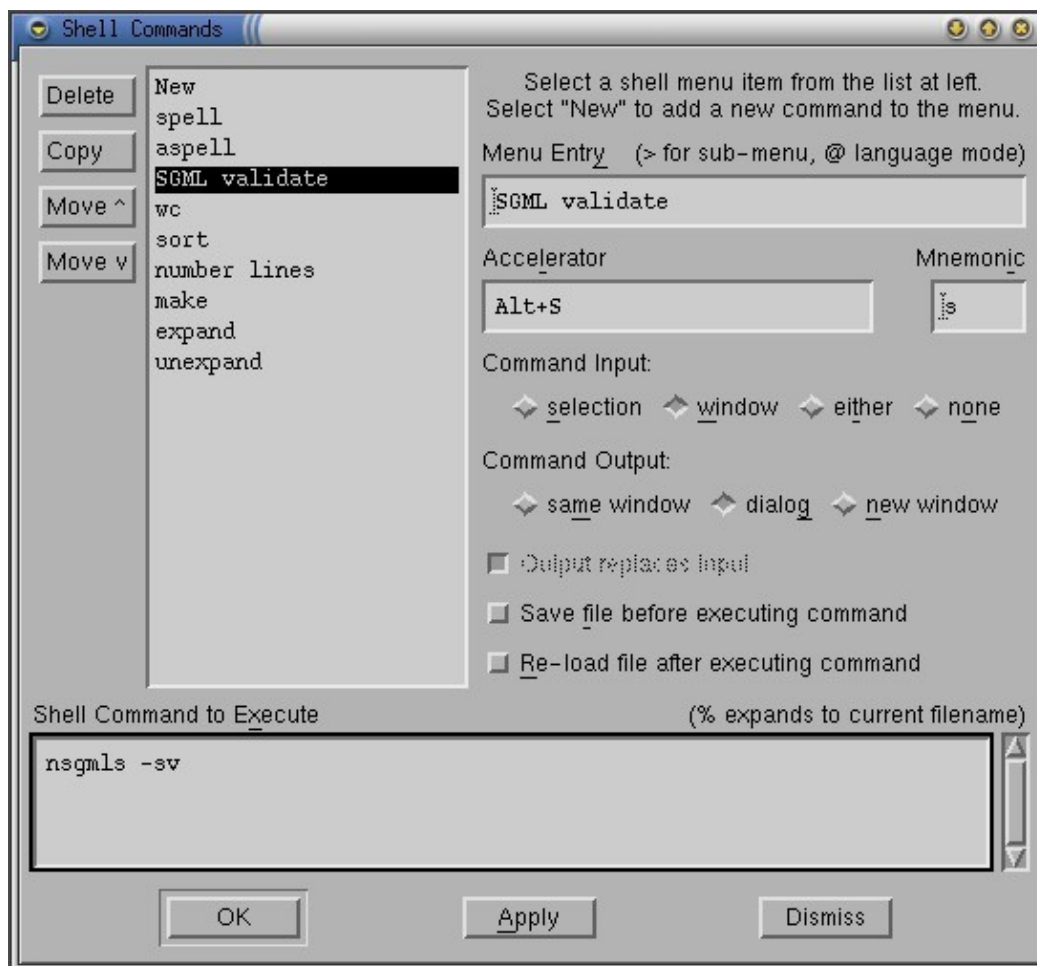 Shell Commands
Delete
Copy
Move ^
Move v
New
spell
aspell
SGML validate
wc
sort
number lines
make
expand
unexpand
Select a shell menu item from the list at left.
Select "New" to add a new command to the menu.
Menu Entry (> for sub-menu, @ language mode)
SGML validate
Accelerator Mnemonic
Alt+S s
Command Input:
selection window either none
Command Output:
same window dialog new window
Output replaces Input
Save file before executing command
Re-load file after executing command
Shell Command to Execute (% expands to current filename)
nsgmls -sv
OK Apply Dismiss